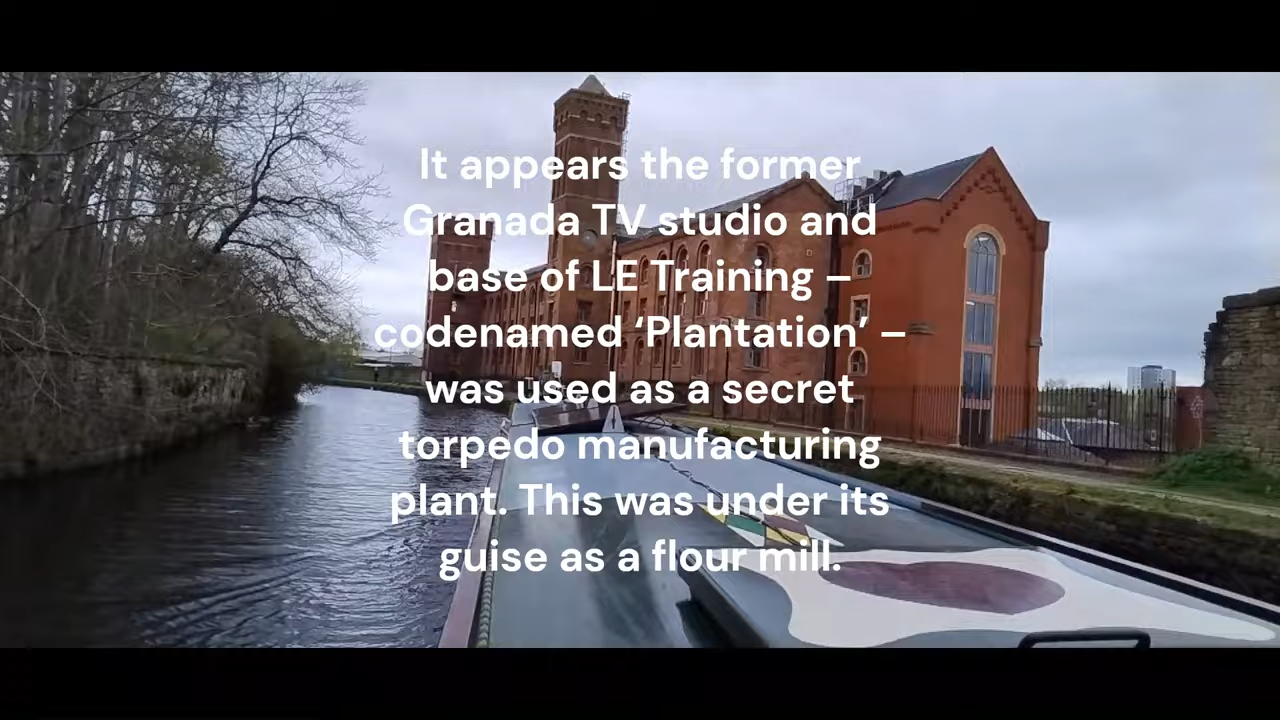 It appears the former
Granada TV studio and
base of LE Training –
codenamed ‘Plantation’ –
was used as a secret
torpedo manufacturing
plant. This was under its
guise as a flour mill.